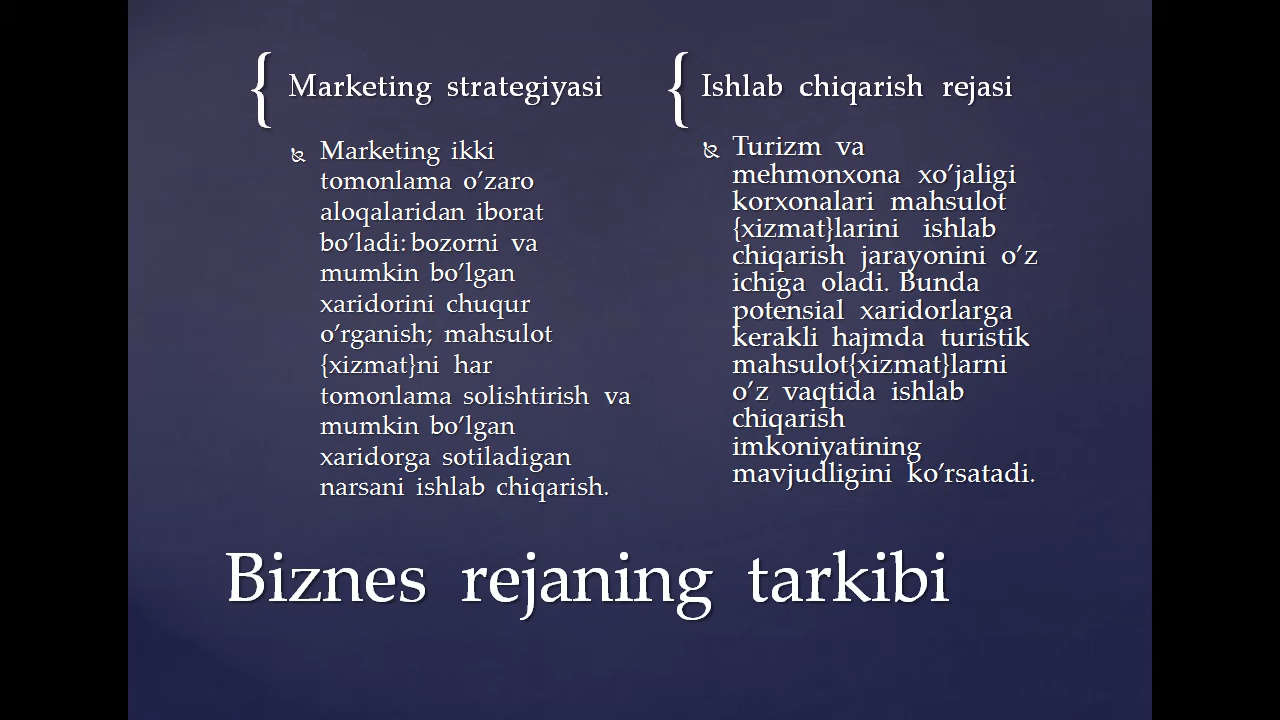 Marketing strategiyasi
Marketing ikki
tomonlama o’zaro
aloqalaridan iborat
bo’ladi: bozorni va
mumkin bo’lgan
xaridorini chuqur
o’rganish; mahsulot
{xizmat}ni har
tomonlama solishtirish va
mumkin bo’lgan
xaridorga sotiladigan
narsani ishlab chiqarish.
Ishlab chiqarish rejasi
Turizm va
mehmonxona xo’jaligi
korxonalari mahsulot
{xizmat}larini ishlab
chiqarish jarayonini o’z
ichiga oladi. Bunda
potensial xaridorlarga
kerakli hajmda turistik
mahsulot{xizmat}larni
o’z vaqtida ishlab
chiqarish
imkoniyatining
mavjudligini ko’rsatadi.
Biznes rejaning tarkibi